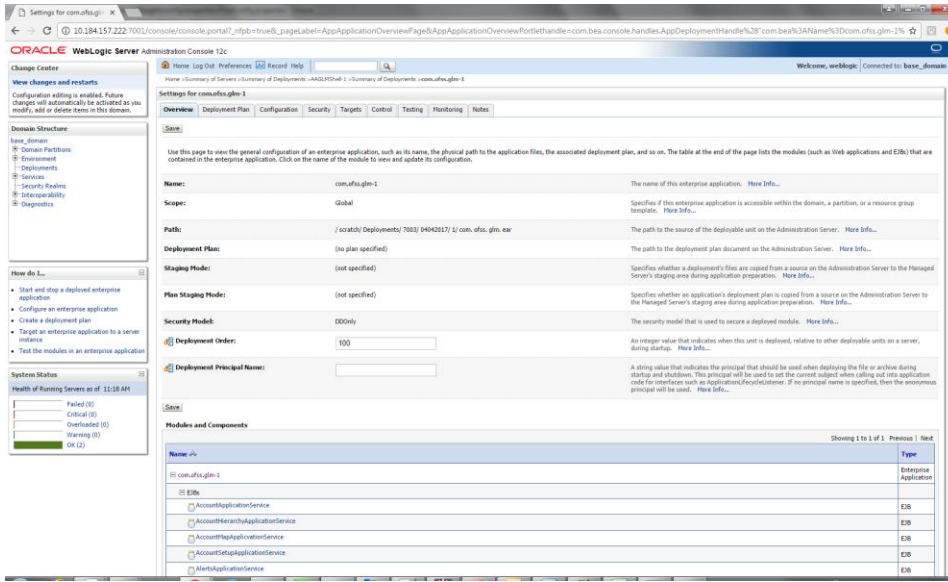 Settings for com.ofss.glm
10.184.157.222:7001/console/console.portal?_nfpb=true&_pageLabel=AppApplicationOverviewPage&AppApplicationOverviewPortlethandle=com.bea.console.handles.AppDeploymentHandle%28"com.bea%3AName%3Dcom.ofss.glm-1%
ORACLE WebLogic Server Administration Console 12c
Change Center
View changes and restarts
Configuration editing is enabled. Future
changes will automatically be activated as you
modify, add or delete items in this domain.
Domain Structure
base_domain
Domain Partitions
Environment
Deployments
Services
Security Realms
Interoperability
Diagnostics
How do I...
Start and stop a deployed enterprise
application
Configure an enterprise application
Create a deployment plan
Target an enterprise application to a server
instance
Test the modules in an enterprise application
System Status
Health of Running Servers as of 11:18 AM
Failed (0)
Critical (0)
Overloaded (0)
Warning (0)
OK (2)
Home Log Out Preferences Record Help
Welcome, weblogic Connected to: base_domain
Home >Summary of Servers >Summary of Deployments >AAGLMShell-1 >Summary of Deployments >com.ofss.glm-1
Settings for com.ofss.glm-1
Overview Deployment Plan Configuration Security Targets Control Testing Monitoring Notes
Save
Use this page to view the general configuration of an enterprise application, such as its name, the physical path to the application files, the associated deployment plan, and so on. The table at the end of the page lists the modules (such as Web applications and EJBs) that are
contained in the enterprise application. Click on the name of the module to view and update its configuration.
Name: com.ofss.glm-1 The name of this enterprise application. More Info...
Scope: Global Specifies if this enterprise application is accessible within the domain, a partition, or a resource group
template. More Info...
Path: / scratch/ Deployments/ 7003/ 04042017/ 1/ com. ofss. glm. ear The path to the source of the deployable unit on the Administration Server. More Info...
Deployment Plan: (no plan specified) The path to the deployment plan document on the Administration Server. More Info...
Staging Mode: (not specified) Specifies whether a deployment's files are copied from a source on the Administration Server to the Managed
Server's staging area during application preparation. More Info...
Plan Staging Mode: (not specified) Specifies whether an application's deployment plan is copied from a source on the Administration Server to
the Managed Server's staging area during application preparation. More Info...
Security Model: DDOnly The security model that is used to secure a deployed module. More Info...
Deployment Order: 100 An integer value that indicates when this unit is deployed, relative to other deployable units on a server,
during startup. More Info...
Deployment Principal Name: A string value that indicates the principal that should be used when deploying the file or archive during
startup and shutdown. This principal will be used to set the current subject when calling out into application
code for interfaces such as ApplicationLifecycleListener. If no principal name is specified, then the anonymous
principal will be used. More Info...
Save
Modules and Components
Showing 1 to 1 of 1 Previous | Next
Name Type
com.ofss.glm-1 Enterprise
Application
EJBs
AccountApplicationService EJB
AccountHierarchyApplicationService EJB
AccountMapApplicvationService EJB
AccountSetupApplicationService EJB
AlertsApplicationService EJB